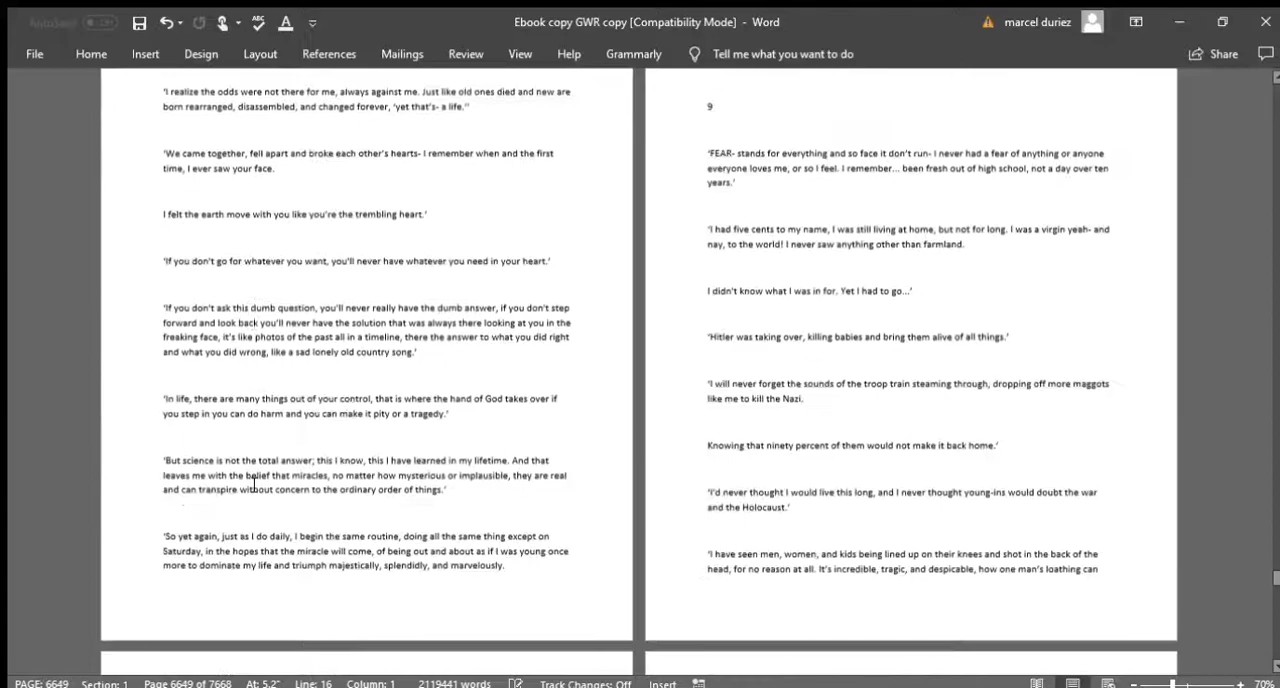 AutoSave
Ebook copy GWR copy [Compatibility Mode] - Word
marcel duriez
File Home Insert Design Layout References Mailings Review View Help Grammarly Tell me what you want to do Share
'I realize the odds were not there for me, always against me. Just like old ones died and new are
born rearranged, disassembled, and changed forever, 'yet that's- a life.''
'We came together, fell apart and broke each other's hearts- I remember when and the first
time, I ever saw your face.
I felt the earth move with you like you're the trembling heart.'
'If you don't go for whatever you want, you'll never have whatever you need in your heart.'
'If you don't ask this dumb question, you'll never really have the dumb answer, if you don't step
forward and look back you'll never have the solution that was always there looking at you in the
freaking face, it's like photos of the past all in a timeline, there the answer to what you did right
and what you did wrong, like a sad lonely old country song.'
'In life, there are many things out of your control, that is where the hand of God takes over if
you step in you can do harm and you can make it pity or a tragedy.'
'But science is not the total answer; this I know, this I have learned in my lifetime. And that
leaves me with the belief that miracles, no matter how mysterious or implausible, they are real
and can transpire without concern to the ordinary order of things.'
'So yet again, just as I do daily, I begin the same routine, doing all the same thing except on
Saturday, in the hopes that the miracle will come, of being out and about as if I was young once
more to dominate my life and triumph majestically, splendidly, and marvelously.
9
'FEAR- stands for everything and so face it don't run- I never had a fear of anything or anyone
everyone loves me, or so I feel. I remember... been fresh out of high school, not a day over ten
years.'
'I had five cents to my name, I was still living at home, but not for long. I was a virgin yeah- and
nay, to the world! I never saw anything other than farmland.
I didn't know what I was in for. Yet I had to go...'
'Hitler was taking over, killing babies and bring them alive of all things.'
'I will never forget the sounds of the troop train steaming through, dropping off more maggots
like me to kill the Nazi.
Knowing that ninety percent of them would not make it back home.'
'I'd never thought I would live this long, and I never thought young-ins would doubt the war
and the Holocaust.'
'I have seen men, women, and kids being lined up on their knees and shot in the back of the
head, for no reason at all. It's incredible, tragic, and despicable, how one man's loathing can
PAGE: 6649 Section: 1 Page 6649 of 7668 At: 5.2" Line: 16 Column: 1 2119441 words Track Changes: Off Insert 70%